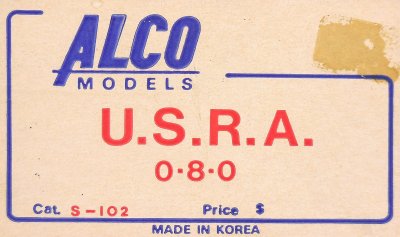 ALCO
MODELS
U.S.R.A.
0-8-0
Cat. S-102 Price $
MADE IN KOREA